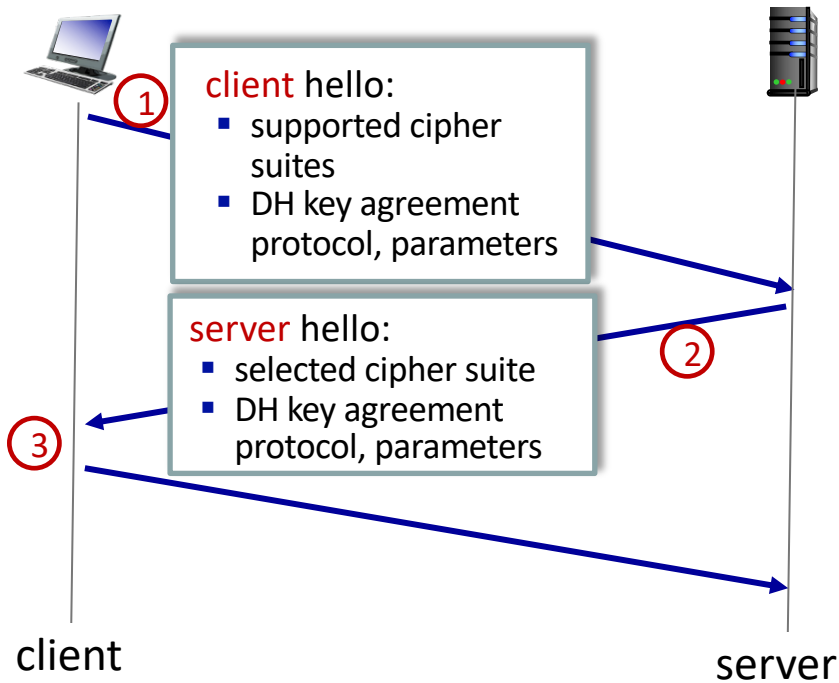 1
client hello:
▪ supported cipher
suites
▪ DH key agreement
protocol, parameters
server hello:
▪ selected cipher suite
▪ DH key agreement
protocol, parameters
2
3
client
server